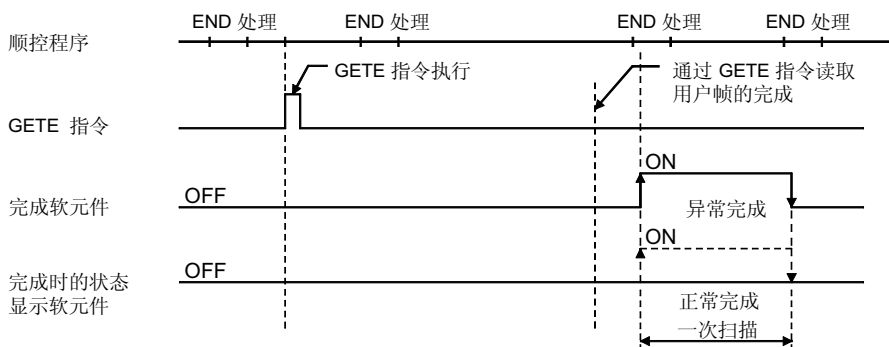 END 处理 END 处理 END 处理 END 处理
顺控程序
GETE 指令执行
通过 GETE 指令读取
用户帧的完成
GETE 指令
ON
OFF
完成软元件
异常完成
ON
OFF
完成时的状态
显示软元件
正常完成
一次扫描